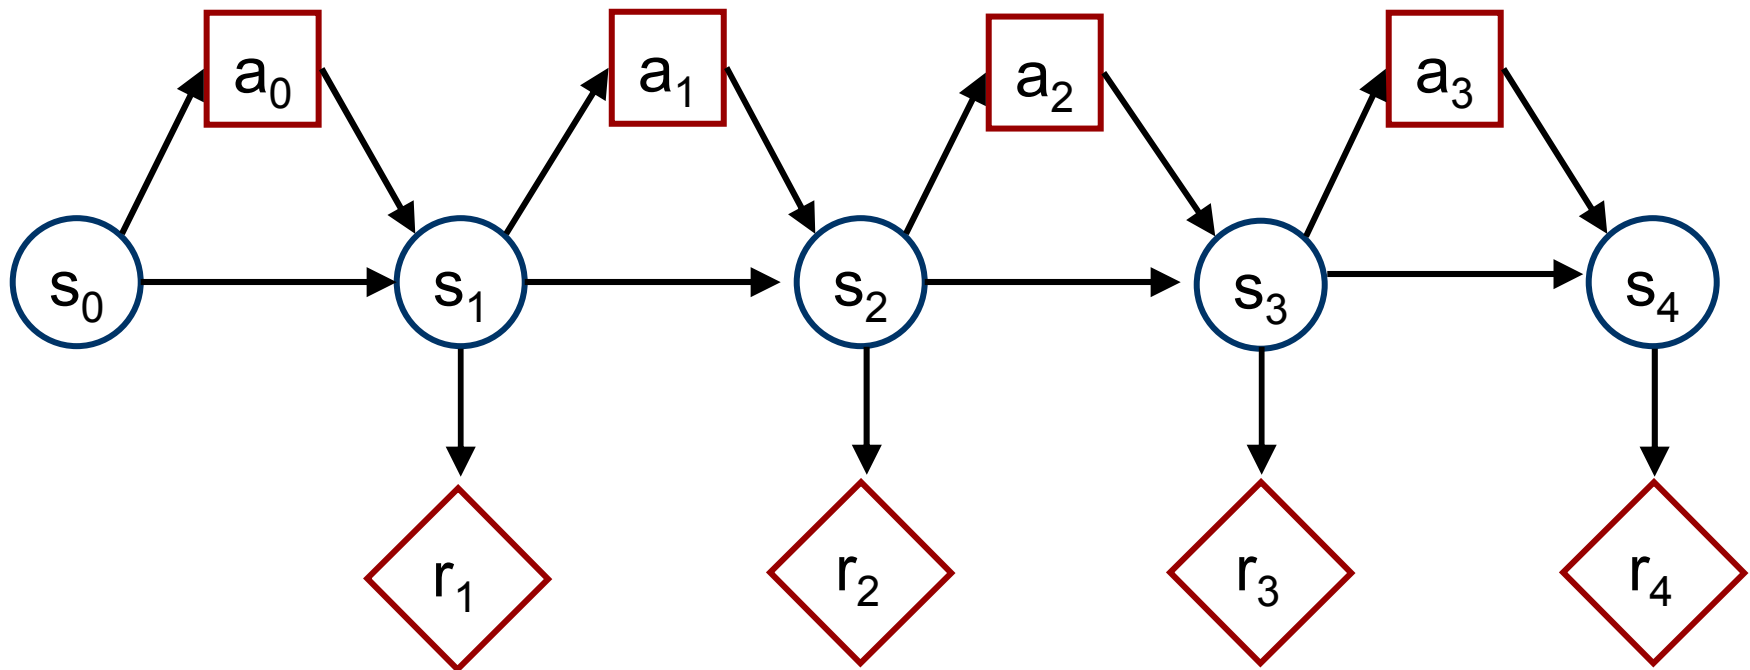 a₀ a₁ a₂ a₃
s₀ s₁ s₂ s₃ s₄
r₁ r₂ r₃ r₄